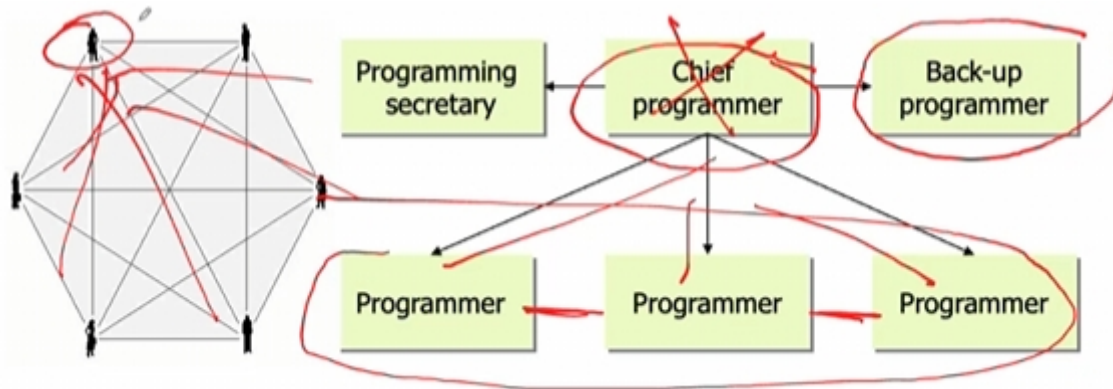 Programming
secretary
Chief
programmer
Back-up
programmer
Programmer
Programmer
Programmer